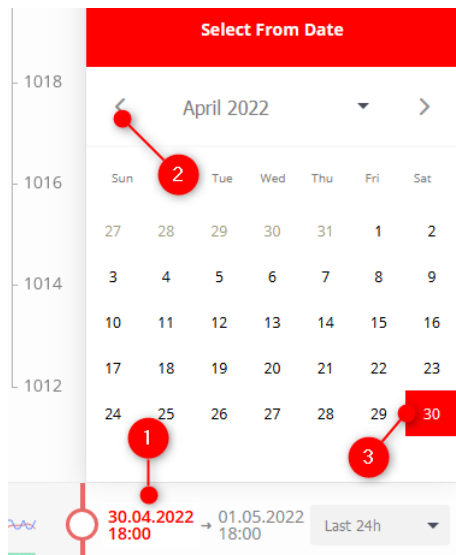 Select From Date
1018
April 2022
2
Sun Tue Wed Thu Fri Sat
1016
27 28 29 30 31 1 2
3 4 5 6 7 8 9
1014
10 11 12 13 14 15 16
17 18 19 20 21 22 23
1012
24 25 26 27 28 29 30
1
3
30.04.2022 → 01.05.2022
18:00 18:00
Last 24h